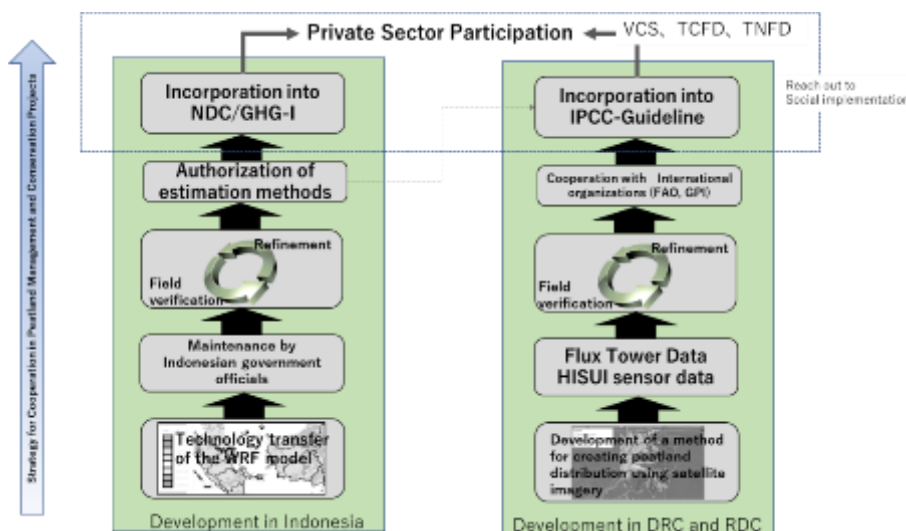 Strategy for Cooperation in Peatland Management and Conservation Projects
Private Sector Participation
VCS、TCFD、TNFD
Reach out to
Social implementation
Incorporation into
NDC/GHG-I
Authorization of
estimation methods
Refinement
Field
verification
Maintenance by
Indonesian government
officials
Technology transfer
of the WRF model
Development in Indonesia
Incorporation into
IPCC-Guideline
Cooperation with International
organizations (FAO, GPI)
Refinement
Field
verification
Flux Tower Data
HISUI sensor data
Development of a method
for creating peatland
distribution using satellite
imagery
Development in DRC and RDC